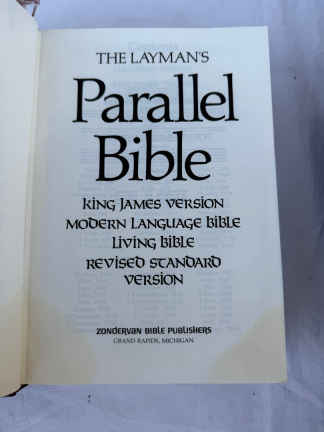 THE LAYMAN'S
Parallel
Bible
KING JAMES VERSION
MODERN LANGUAGE BIBLE
LIVING BIBLE
REVISED STANDARD
VERSION
ZONDERVAN BIBLE PUBLISHERS
GRAND RAPIDS, MICHIGAN